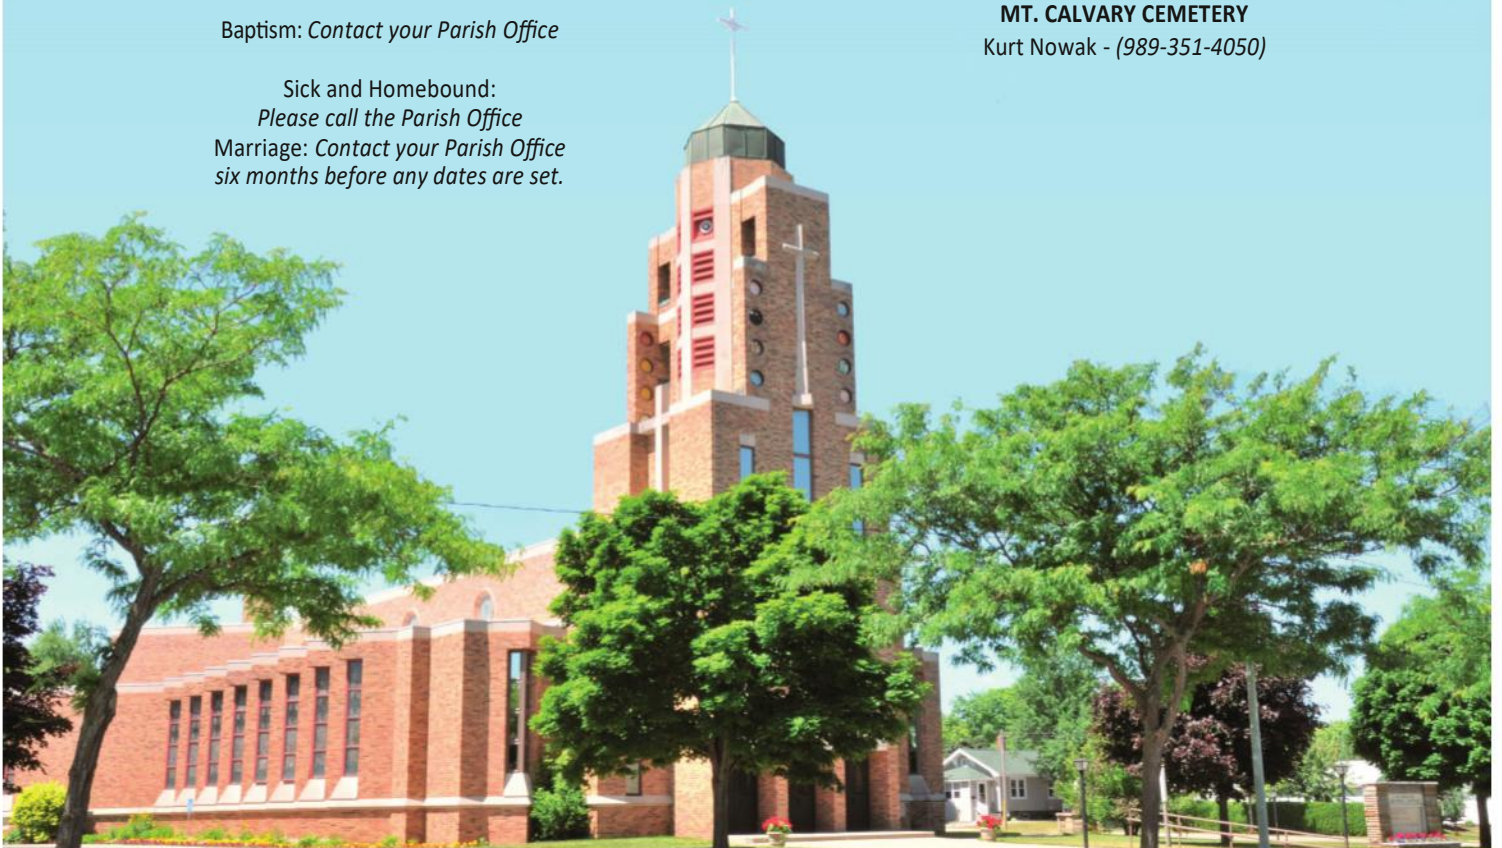 Baptism: Contact your Parish Office
Sick and Homebound:
Please call the Parish Office
Marriage: Contact your Parish Office
six months before any dates are set.
MT. CALVARY CEMETERY
Kurt Nowak - (989-351-4050)